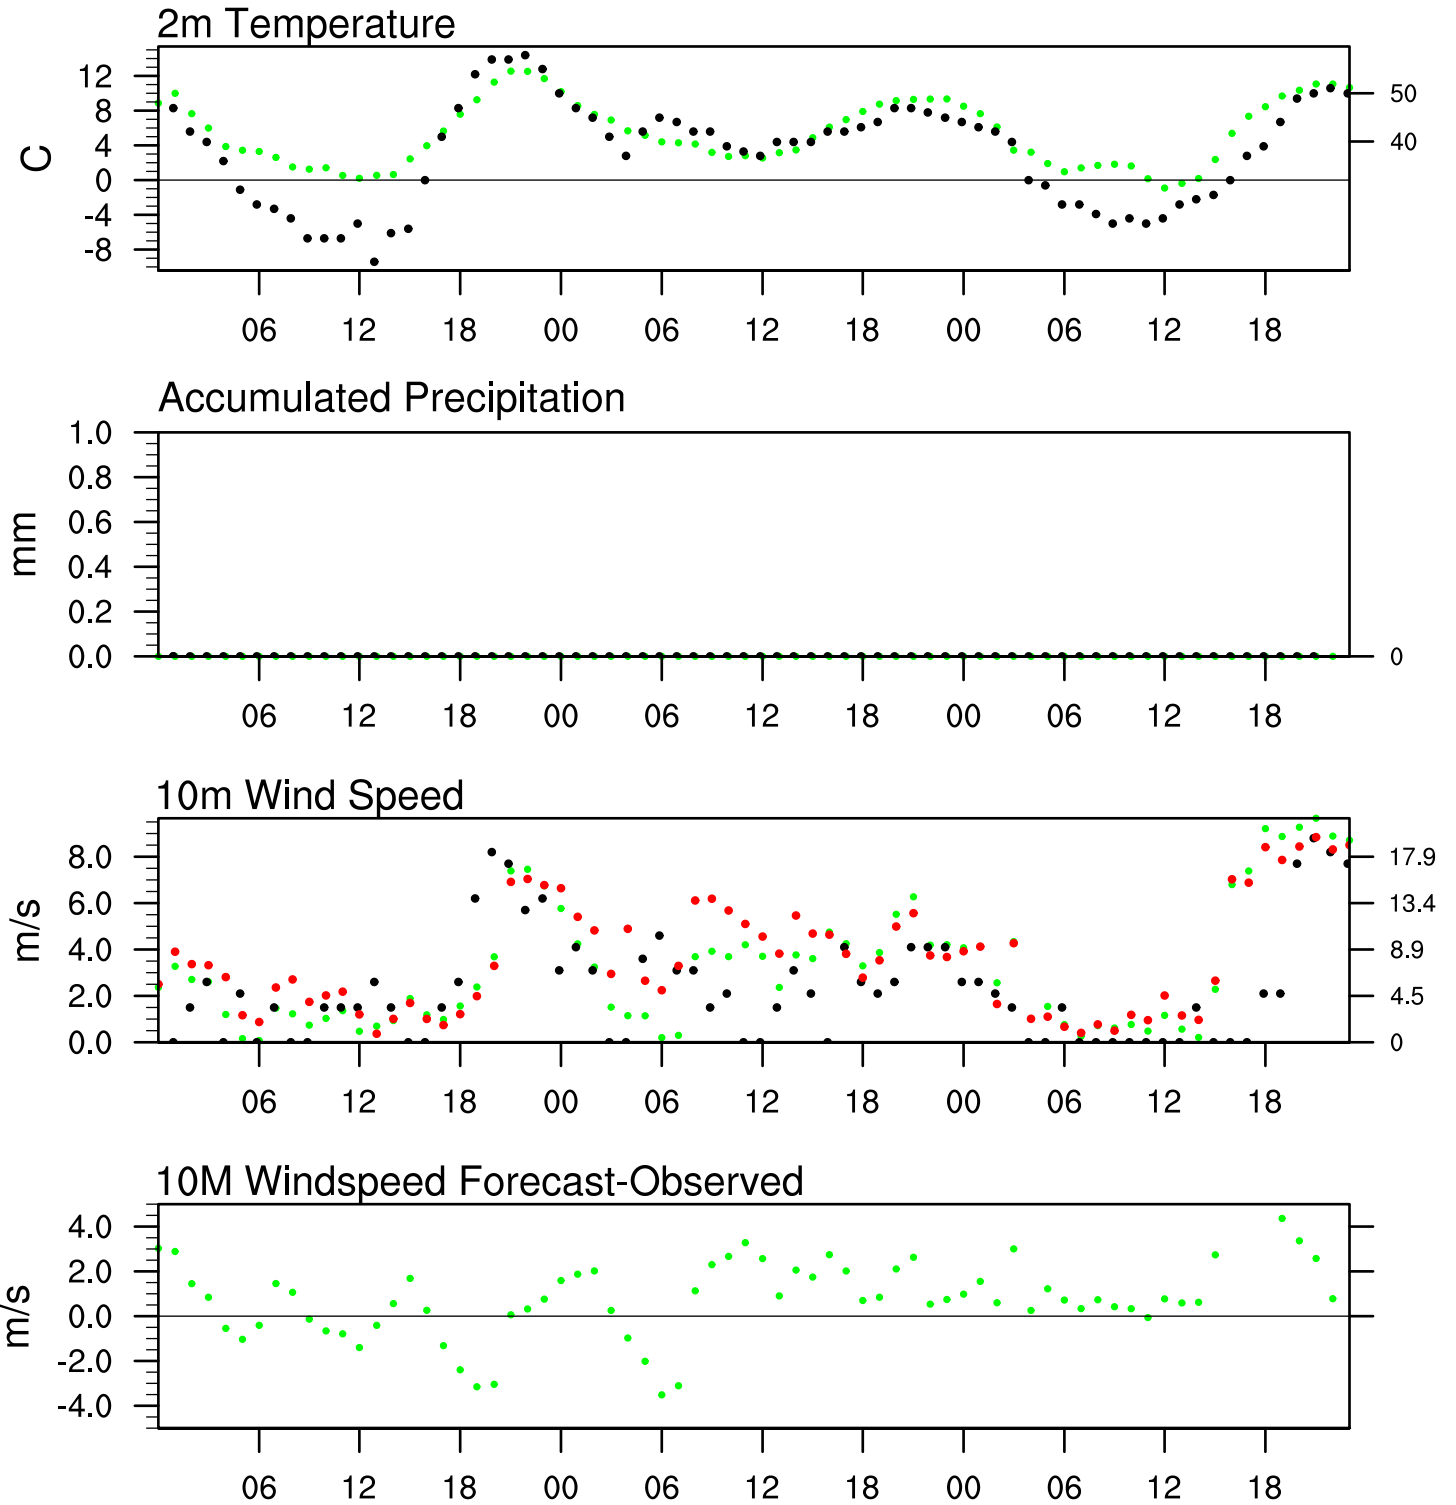 2m Temperature
12
8
4
0
-4
-8
C
50
40
06 12 18 00 06 12 18 00 06 12 18
Accumulated Precipitation
1.0
0.8
0.6
0.4
0.2
0.0
mm
0
06 12 18 00 06 12 18 00 06 12 18
10m Wind Speed
8.0
6.0
4.0
2.0
0.0
m/s
17.9
13.4
8.9
4.5
0
06 12 18 00 06 12 18 00 06 12 18
10M Windspeed Forecast-Observed
4.0
2.0
0.0
-2.0
-4.0
m/s
06 12 18 00 06 12 18 00 06 12 18